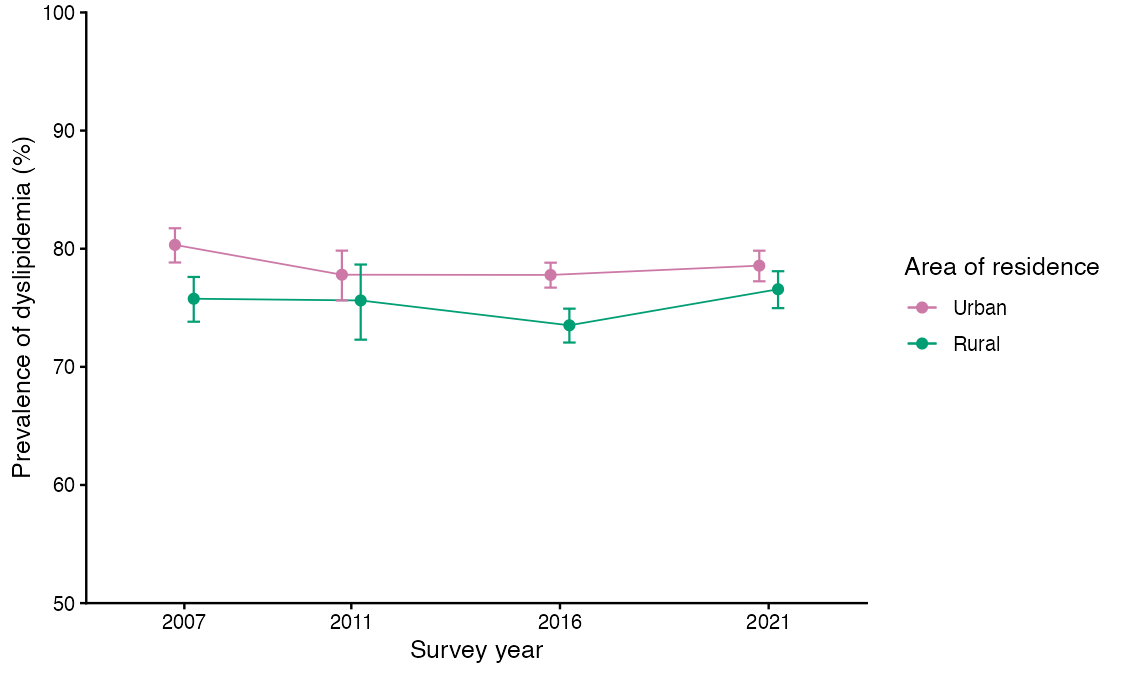 100
90
80
70
60
50
Prevalence of dyslipidemia (%)
2007 2011 2016 2021
Survey year
Area of residence
Urban
Rural